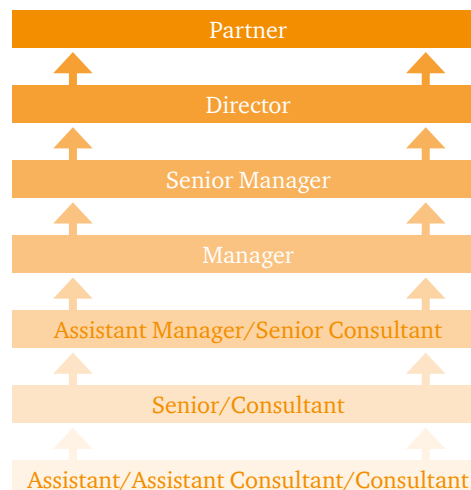 Partner
Director
Senior Manager
Manager
Assistant Manager/Senior Consultant
Senior/Consultant
Assistant/Assistant Consultant/Consultant